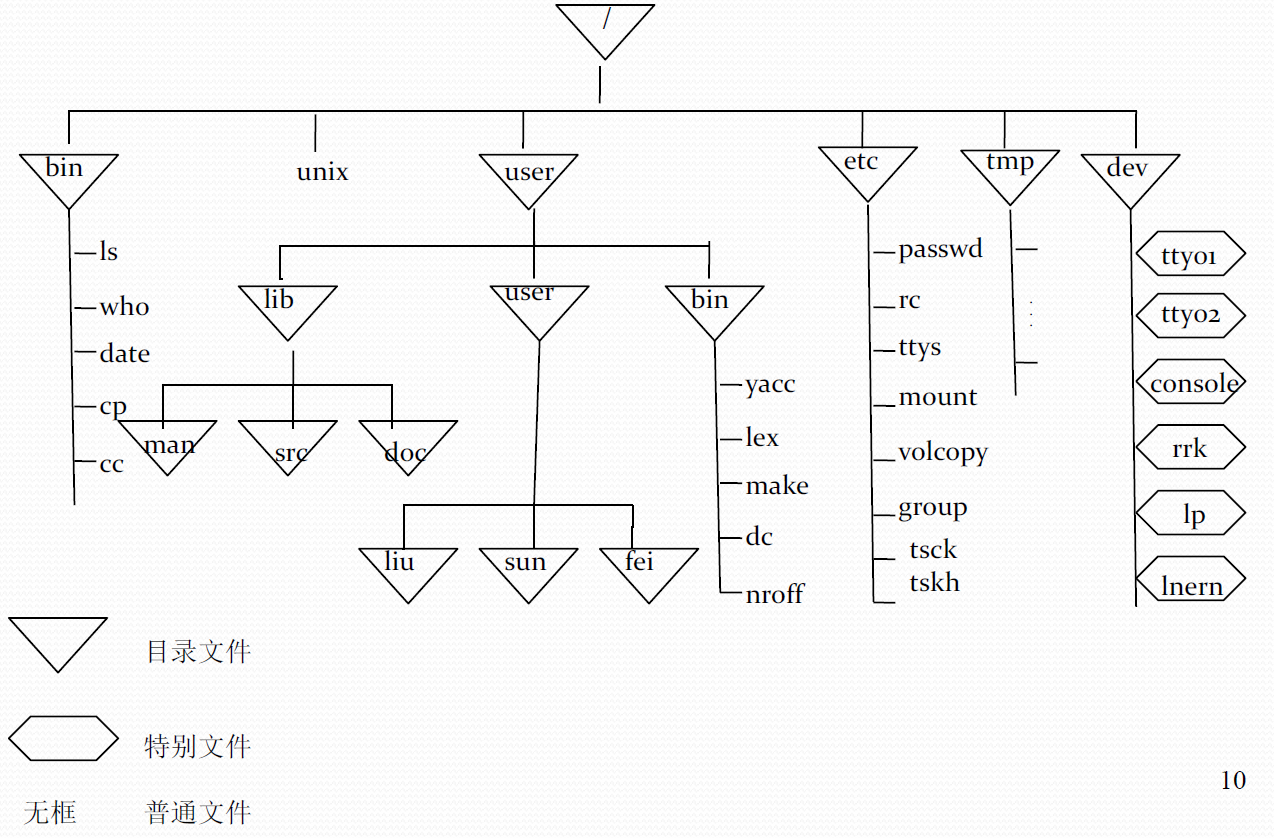 /
bin
unix
user
etc
tmp
dev
ls
who
date
cp
cc
lib
user
bin
man
src
doc
liu
sun
fei
yacc
lex
make
dc
nroff
passwd
rc
ttys
mount
volcopy
group
tsck
tskh
tty01
tty02
console
rrk
lp
lnern
目录文件
特别文件
无框 普通文件
10